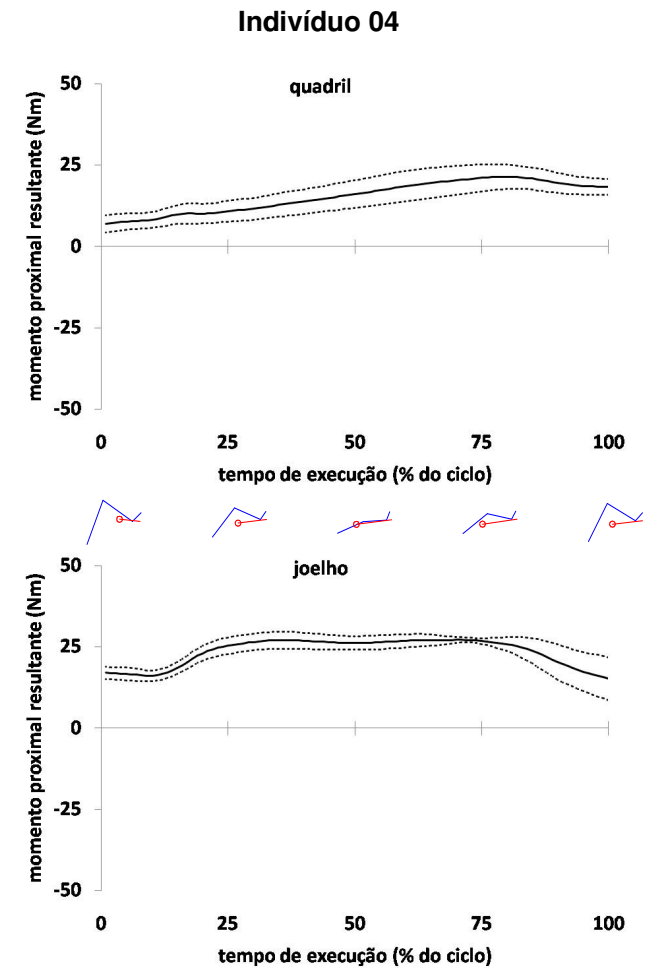 Indivíduo 04
quadril
momento proximal resultante (Nm)
50
25
0
-25
-50
0 25 50 75 100
tempo de execução (% do ciclo)
joelho
momento proximal resultante (Nm)
50
25
0
-25
-50
0 25 50 75 100
tempo de execução (% do ciclo)